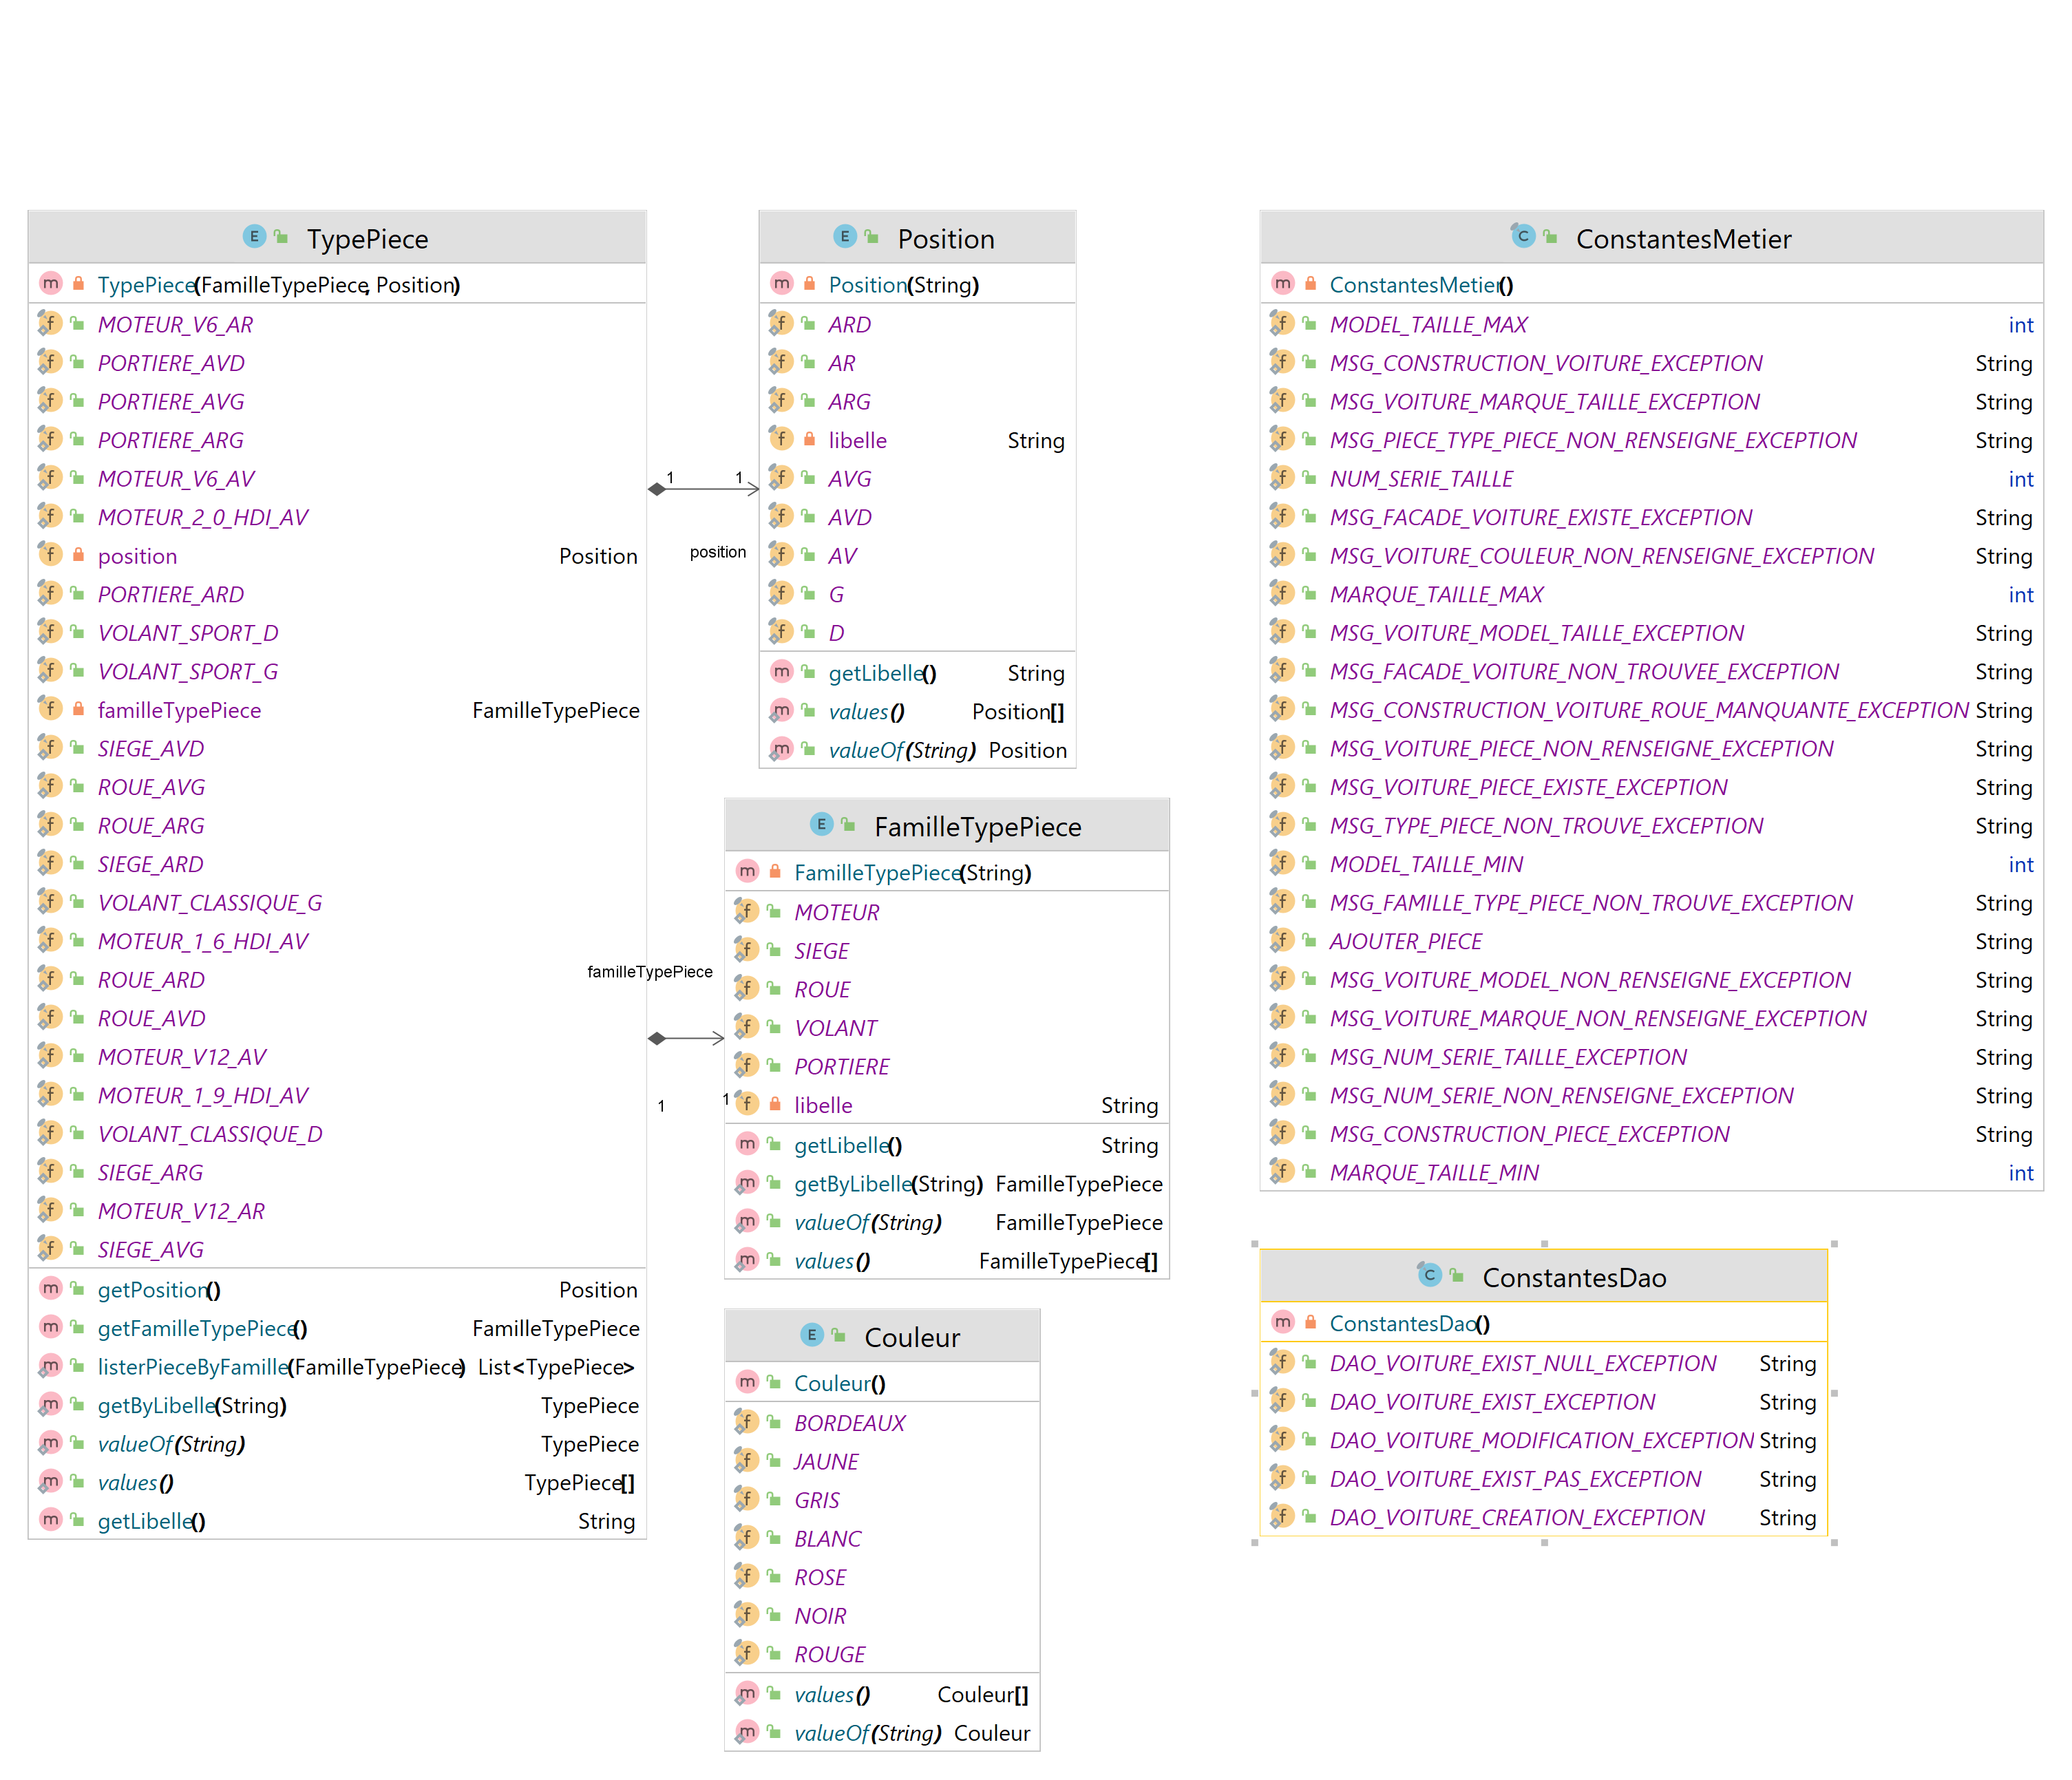 TypePiece
TypePiece(FamilleTypePiece, Position)
MOTEUR_V6_AR
PORTIERE_AVD
PORTIERE_AVG
PORTIERE_ARG
MOTEUR_V6_AV
MOTEUR_2_0_HDI_AV
position Position
PORTIERE_ARD
VOLANT_SPORT_D
VOLANT_SPORT_G
familleTypePiece FamilleTypePiece
SIEGE_AVD
ROUE_AVG
ROUE_ARG
SIEGE_ARD
VOLANT_CLASSIQUE_G
MOTEUR_1_6_HDI_AV
ROUE_ARD
ROUE_AVD
MOTEUR_V12_AV
MOTEUR_1_9_HDI_AV
VOLANT_CLASSIQUE_D
SIEGE_ARG
MOTEUR_V12_AR
SIEGE_AVG
getPosition() Position
getFamilleTypePiece() FamilleTypePiece
listerPieceByFamille(FamilleTypePiece) List<TypePiece>
getByLibelle(String) TypePiece
valueOf(String) TypePiece
values() TypePiece[]
getLibelle() String
1 1
position
familleTypePiece
1 1
Position
Position(String)
ARD
AR
ARG
libelle String
AVG
AVD
AV
G
D
getLibelle() String
values() Position[]
valueOf(String) Position
FamilleTypePiece
FamilleTypePiece(String)
MOTEUR
SIEGE
ROUE
VOLANT
PORTIERE
libelle String
getLibelle() String
getByLibelle(String) FamilleTypePiece
valueOf(String) FamilleTypePiece
values() FamilleTypePiece[]
Couleur
Couleur()
BORDEAUX
JAUNE
GRIS
BLANC
ROSE
NOIR
ROUGE
values() Couleur[]
valueOf(String) Couleur
ConstantesMetier
ConstantesMetier()
MODEL_TAILLE_MAX int
MSG_CONSTRUCTION_VOITURE_EXCEPTION String
MSG_VOITURE_MARQUE_TAILLE_EXCEPTION String
MSG_PIECE_TYPE_PIECE_NON_RENSEIGNE_EXCEPTION String
NUM_SERIE_TAILLE int
MSG_FACADE_VOITURE_EXISTE_EXCEPTION String
MSG_VOITURE_COULEUR_NON_RENSEIGNE_EXCEPTION String
MARQUE_TAILLE_MAX int
MSG_VOITURE_MODEL_TAILLE_EXCEPTION String
MSG_FACADE_VOITURE_NON_TROUVEE_EXCEPTION String
MSG_CONSTRUCTION_VOITURE_ROUE_MANQUANTE_EXCEPTION String
MSG_VOITURE_PIECE_NON_RENSEIGNE_EXCEPTION String
MSG_VOITURE_PIECE_EXISTE_EXCEPTION String
MSG_TYPE_PIECE_NON_TROUVE_EXCEPTION String
MODEL_TAILLE_MIN int
MSG_FAMILLE_TYPE_PIECE_NON_TROUVE_EXCEPTION String
AJOUTER_PIECE String
MSG_VOITURE_MODEL_NON_RENSEIGNE_EXCEPTION String
MSG_VOITURE_MARQUE_NON_RENSEIGNE_EXCEPTION String
MSG_NUM_SERIE_TAILLE_EXCEPTION String
MSG_NUM_SERIE_NON_RENSEIGNE_EXCEPTION String
MSG_CONSTRUCTION_PIECE_EXCEPTION String
MARQUE_TAILLE_MIN int
ConstantesDao
ConstantesDao()
DAO_VOITURE_EXIST_NULL_EXCEPTION String
DAO_VOITURE_EXIST_EXCEPTION String
DAO_VOITURE_MODIFICATION_EXCEPTION String
DAO_VOITURE_EXIST_PAS_EXCEPTION String
DAO_VOITURE_CREATION_EXCEPTION String